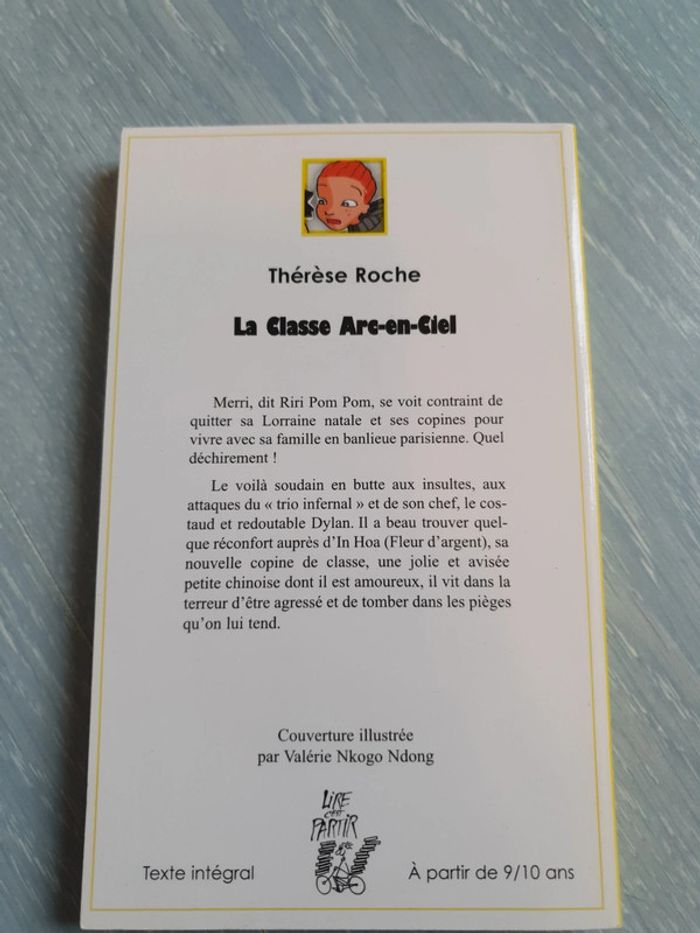 Thérèse Roche
La Classe Arc-en-Ciel
Merri, dit Riri Pom Pom, se voit contraint de
quitter sa Lorraine natale et ses copines pour
vivre avec sa famille en banlieue parisienne. Quel
déchirement !
Le voilà soudain en butte aux insultes, aux
attaques du « trio infernal » et de son chef, le cos-
taud et redoutable Dylan. Il a beau trouver quel-
que réconfort auprès d'In Hoa (Fleur d'argent), sa
nouvelle copine de classe, une jolie et avisée
petite chinoise dont il est amoureux, il vit dans la
terreur d'être agressé et de tomber dans les pièges
qu'on lui tend.
Couverture illustrée
par Valérie Nkogo Ndong
LIRE
C'EST
PARTIR
Texte intégral
À partir de 9/10 ans